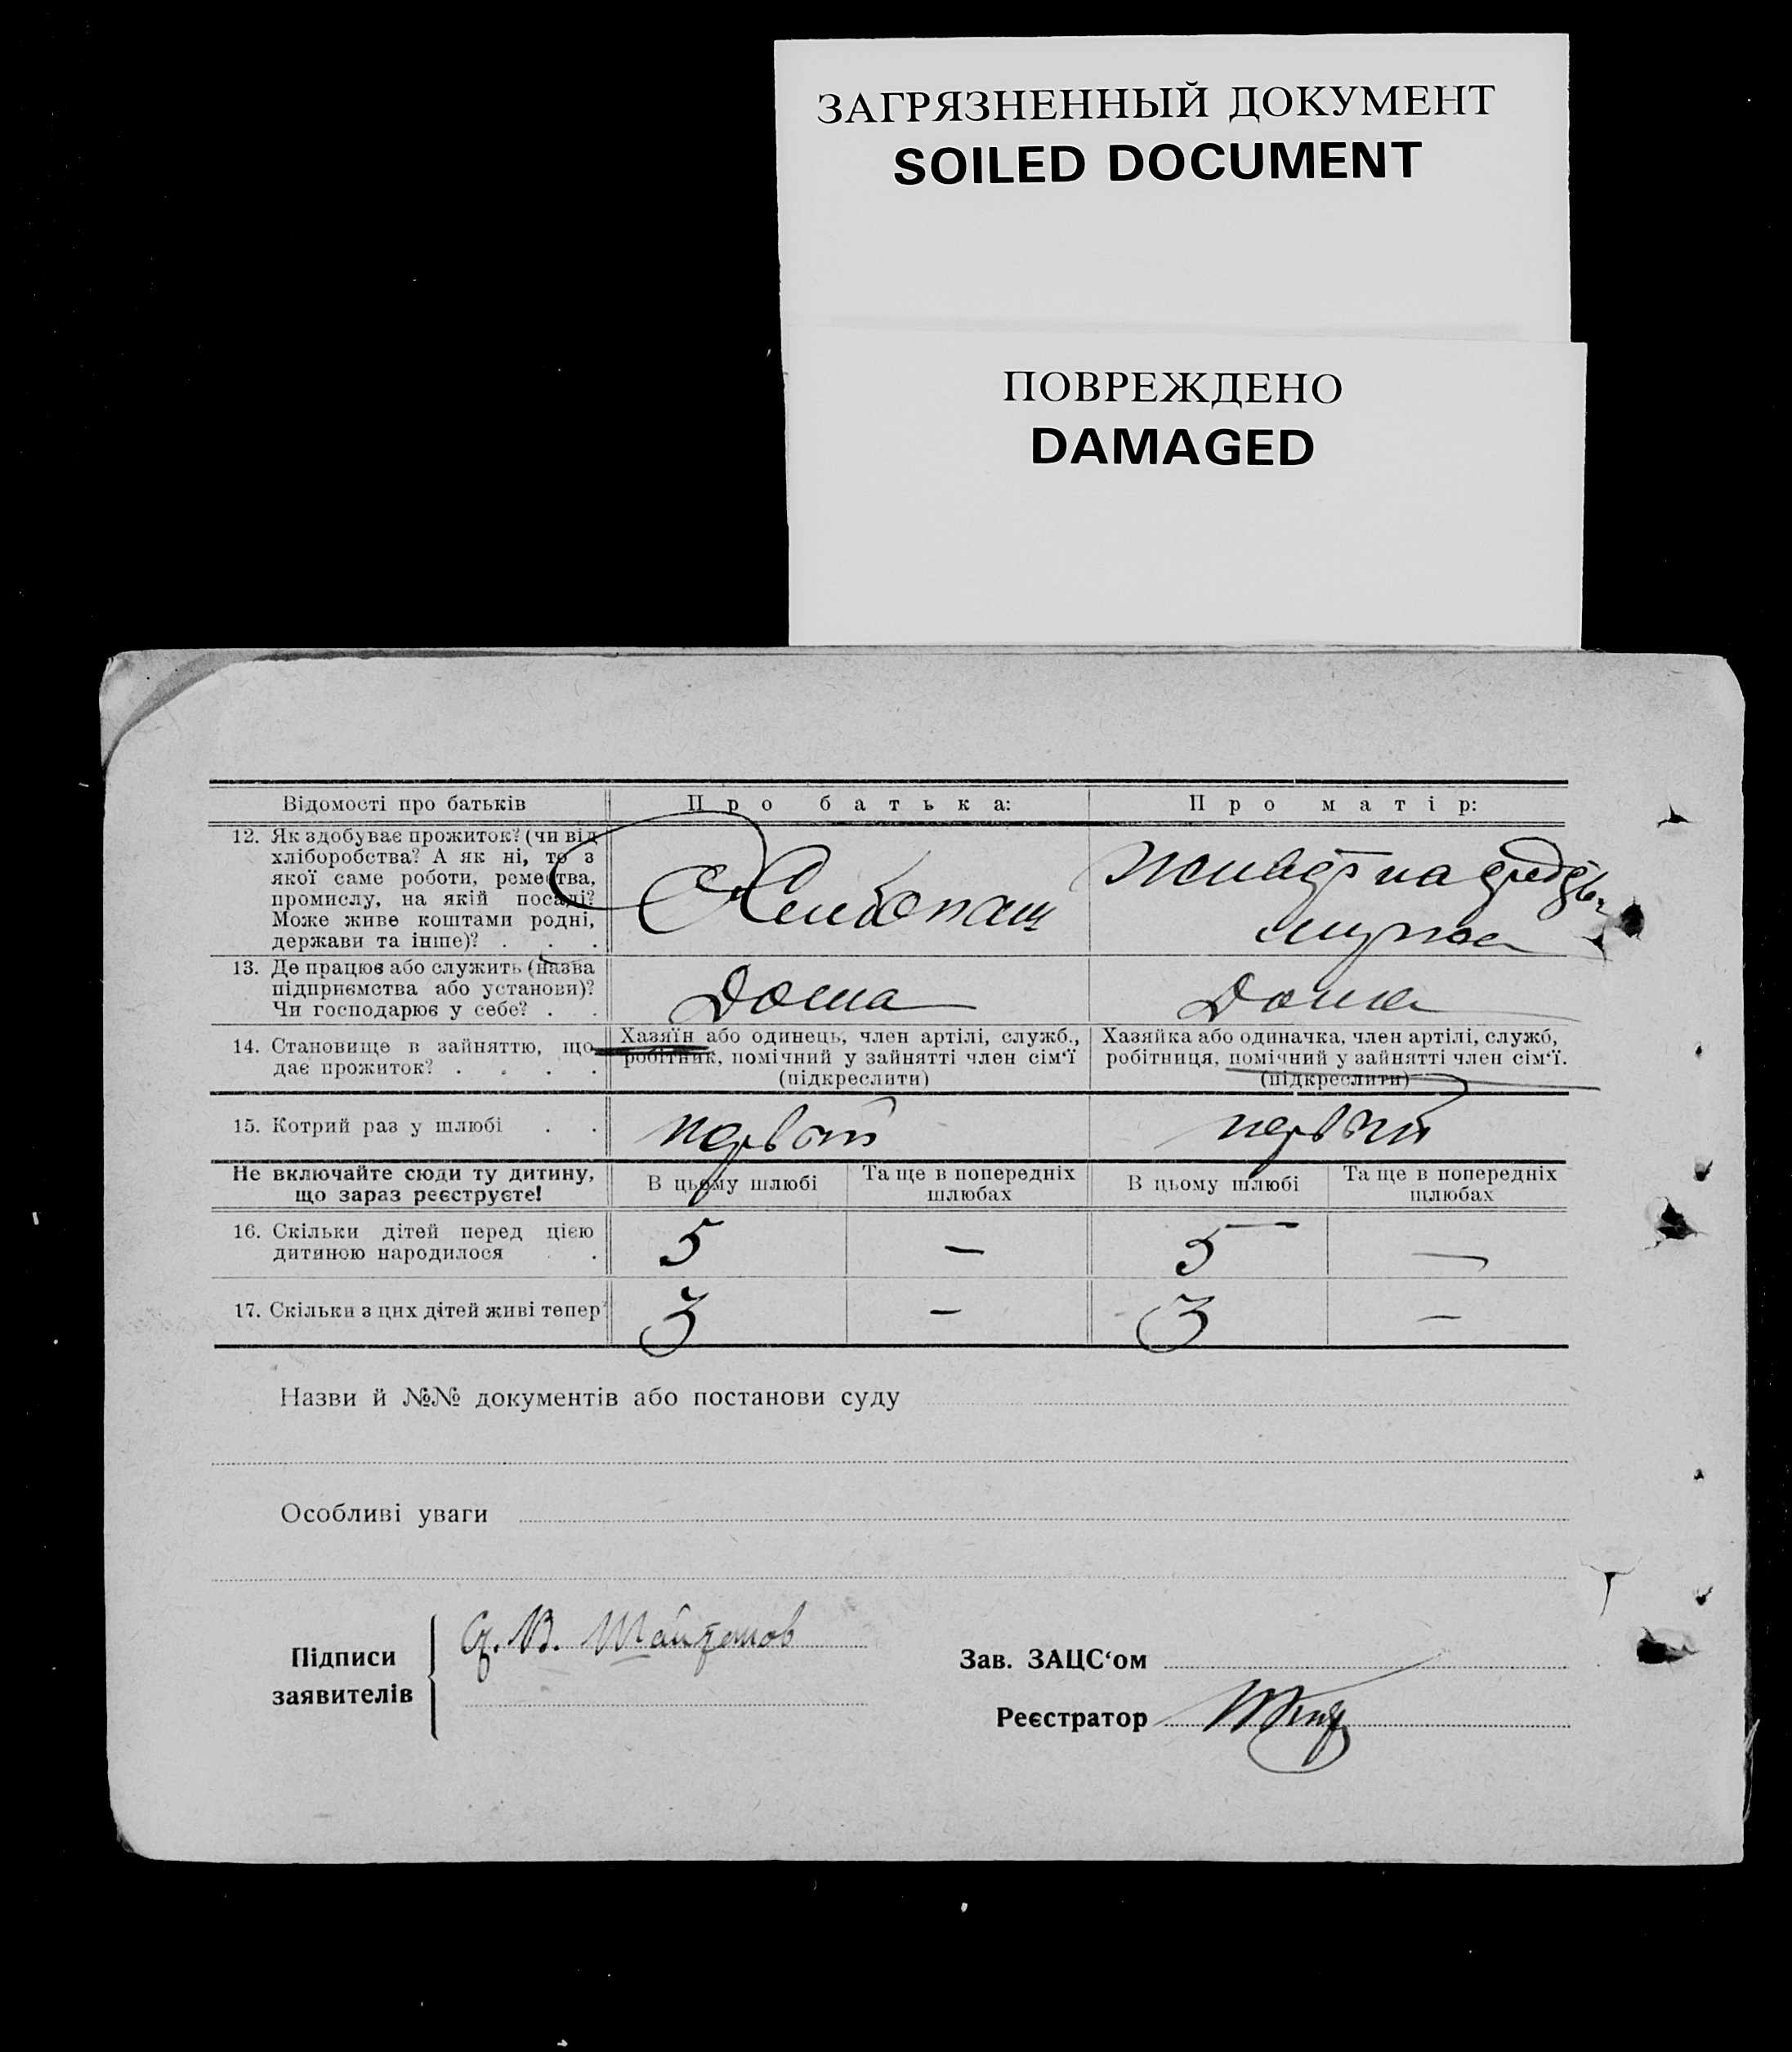 ЗАГРЯЗНЕННЫЙ ДОКУМЕНТ
SOILED DOCUMENT
ПОВРЕЖДЕНО
DAMAGED
Відомості про батьків
Про батька:
Про матір:
12. Як здобуває прожиток? (чи від
хліборобства? А як ні, то з
якої саме роботи, ремества,
промислу, на якій посаді?
Може живе коштами родні,
держави та інше)? . . .
Хлебопаш
на
мужа
13. Де працює або служить (назва
підприємства або установи)?
Чи господарює у себе? . .
Дома
Дома
14. Становище в зайняттю, що
дає прожиток? . . . .
Хазяїн або одинець, член артілі, служб.,
робітник, помічний у зайнятті член сім‘ї
(підкреслити)
Хазяйка або одиначка, член артілі, служб,
робітниця, помічний у зайнятті член сім‘ї.
(підкреслити)
15. Котрий раз у шлюбі . .
первый
первый
Не включайте сюди ту дитину,
що зараз реєструєте!
В цьому шлюбі
Та ще в попередніх
шлюбах
В цьому шлюбі
Та ще в попередніх
шлюбах
16. Скільки дітей перед цією
дитиною народилося .
5
—
5
—
17. Скільки з цих дітей живі тепер?
3
—
3
—
Назви й №№ документів або постанови суду
Особливі уваги
Підписи
заявителів
В.
Зав. ЗАЦС‘ом
Реєстратор